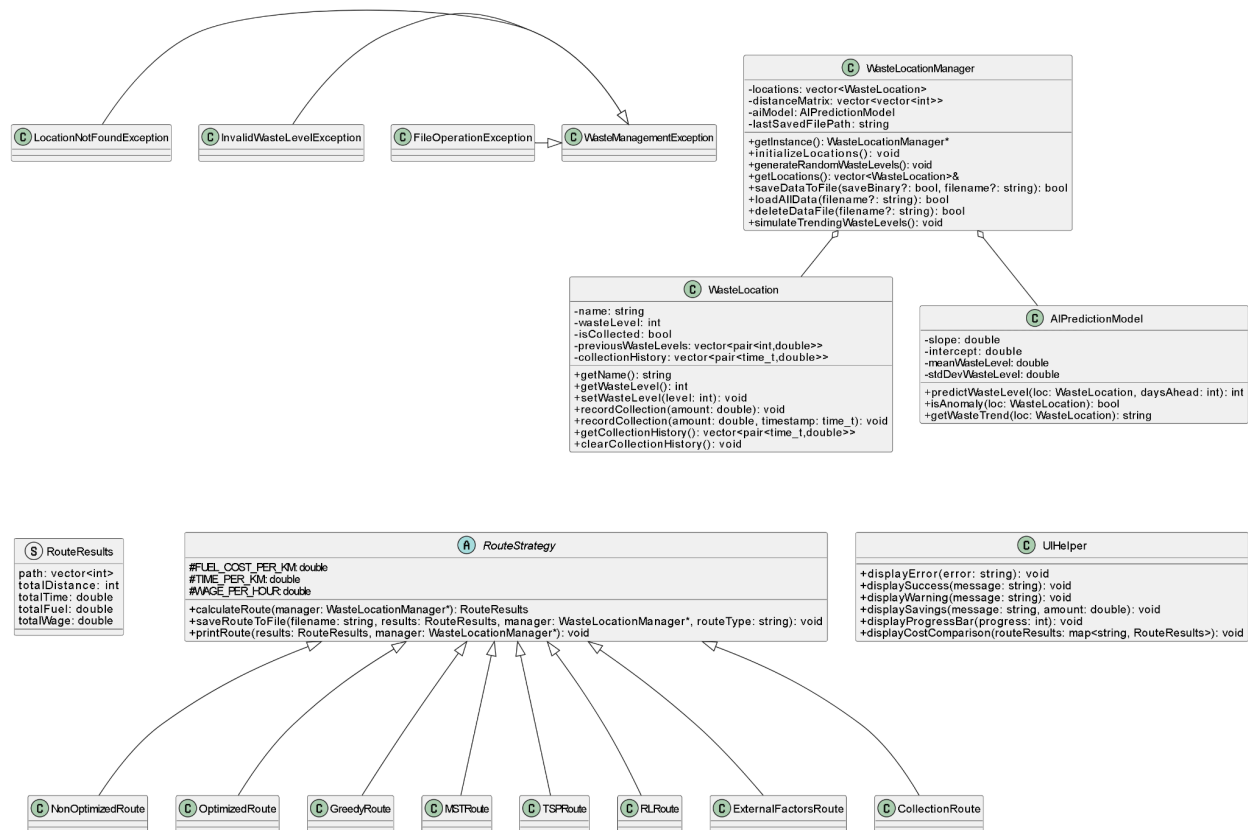 C LocationNotFoundException
C InvalidWasteLevelException
C FileOperationException
C WasteManagementException
C WasteLocationManager
-locations: vector<WasteLocation>
-distanceMatrix: vector<vector<int>>
-aiModel: AIPredictionModel
-lastSavedFilePath: string
+getInstance(): WasteLocationManager*
+initializeLocations(): void
+generateRandomWasteLevels(): void
+getLocations(): vector<WasteLocation>&
+saveDataToFile(saveBinary?: bool, filename?: string): bool
+loadAllData(filename?: string): bool
+deleteDataFile(filename?: string): bool
+simulateTrendingWasteLevels(): void
C WasteLocation
-name: string
-wasteLevel: int
-isCollected: bool
-previousWasteLevels: vector<pair<int,double>>
-collectionHistory: vector<pair<time_t,double>>
+getName(): string
+getWasteLevel(): int
+setWasteLevel(level: int): void
+recordCollection(amount: double): void
+recordCollection(amount: double, timestamp: time_t): void
+getCollectionHistory(): vector<pair<time_t,double>>
+clearCollectionHistory(): void
C AIPredictionModel
-slope: double
-intercept: double
-meanWasteLevel: double
-stdDevWasteLevel: double
+predictWasteLevel(loc: WasteLocation, daysAhead: int): int
+isAnomaly(loc: WasteLocation): bool
+getWasteTrend(loc: WasteLocation): string
S RouteResults
path: vector<int>
totalDistance: int
totalTime: double
totalFuel: double
totalWage: double
A RouteStrategy
#FUEL_COST_PER_KM: double
#TIME_PER_KM: double
#WAGE_PER_HOUR: double
+calculateRoute(manager: WasteLocationManager*): RouteResults
+saveRouteToFile(filename: string, results: RouteResults, manager: WasteLocationManager*, routeType: string): void
+printRoute(results: RouteResults, manager: WasteLocationManager*): void
C UIHelper
+displayError(error: string): void
+displaySuccess(message: string): void
+displayWarning(message: string): void
+displaySavings(message: string, amount: double): void
+displayProgressBar(progress: int): void
+displayCostComparison(routeResults: map<string, RouteResults>): void
C NonOptimizedRoute
C OptimizedRoute
C GreedyRoute
C MSTRoute
C TSPRoute
C RLRoute
C ExternalFactorsRoute
C CollectionRoute